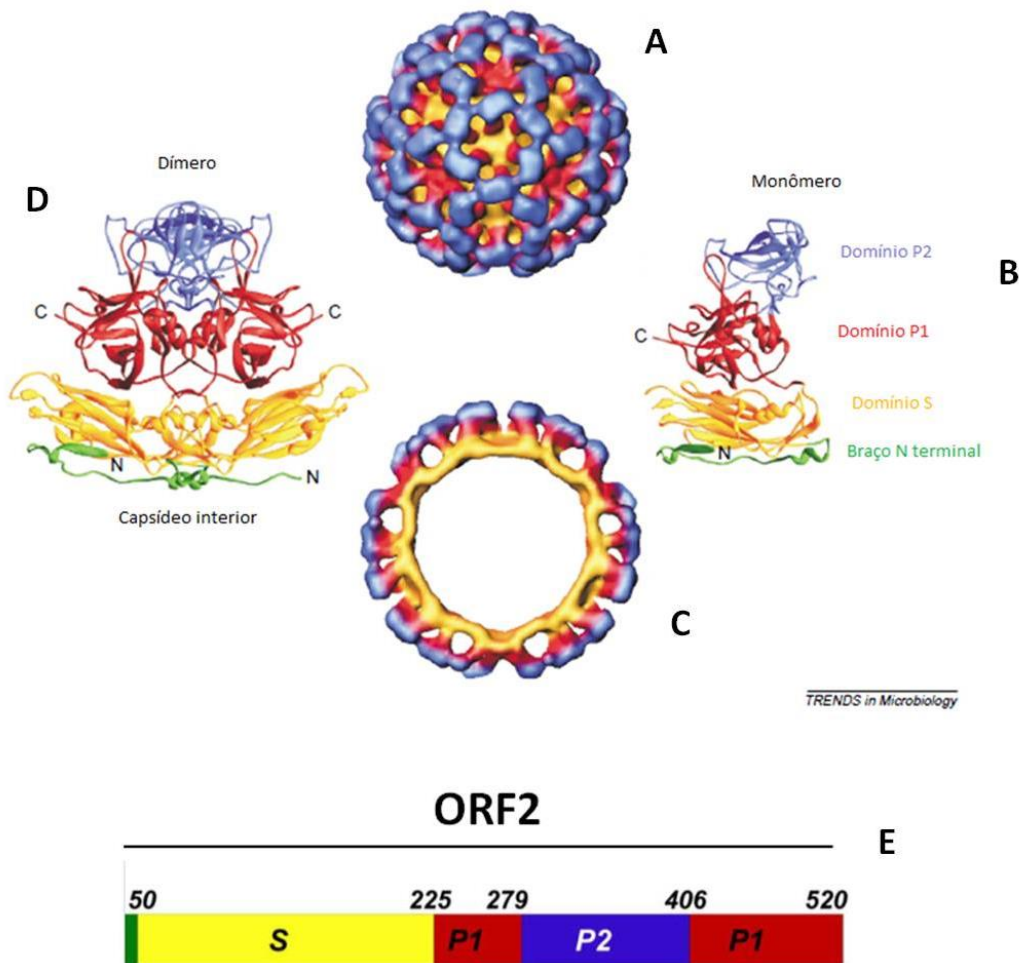 A
Dímero
D
Monômero
Domínio P2
B
C
C
C
Domínio P1
Domínio S
N
N
N
Braço N terminal
Capsídeo interior
C
TRENDS in Microbiology
ORF2
E
50 225 279 406 520
S P1 P2 P1